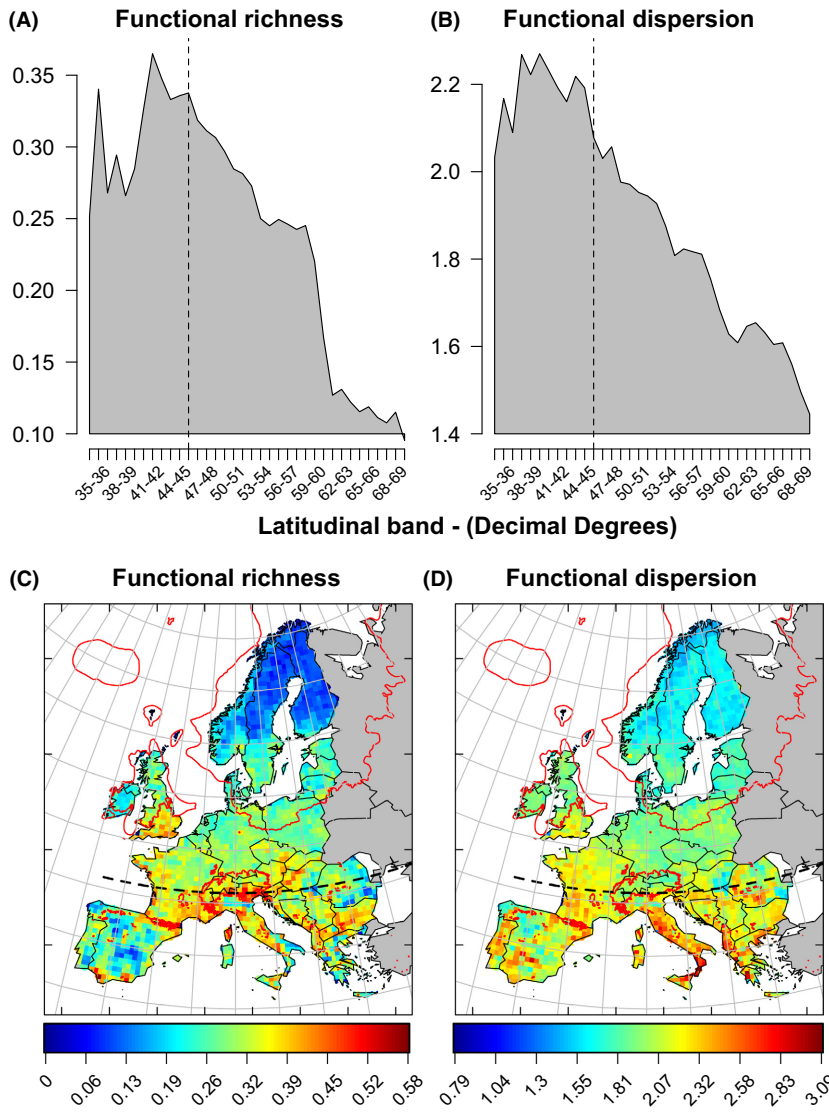 (A) Functional richness
(B) Functional dispersion
0.35
0.30
0.25
0.20
0.15
0.10
2.2
2.0
1.8
1.6
1.4
35-36 38-39 41-42 44-45 47-48 50-51 53-54 56-57 59-60 62-63 65-66 68-69
35-36 38-39 41-42 44-45 47-48 50-51 53-54 56-57 59-60 62-63 65-66 68-69
Latitudinal band - (Decimal Degrees)
(C) Functional richness
(D) Functional dispersion
0 0.06 0.13 0.19 0.26 0.32 0.39 0.45 0.52 0.58
0.79 1.04 1.3 1.55 1.81 2.07 2.32 2.58 2.83